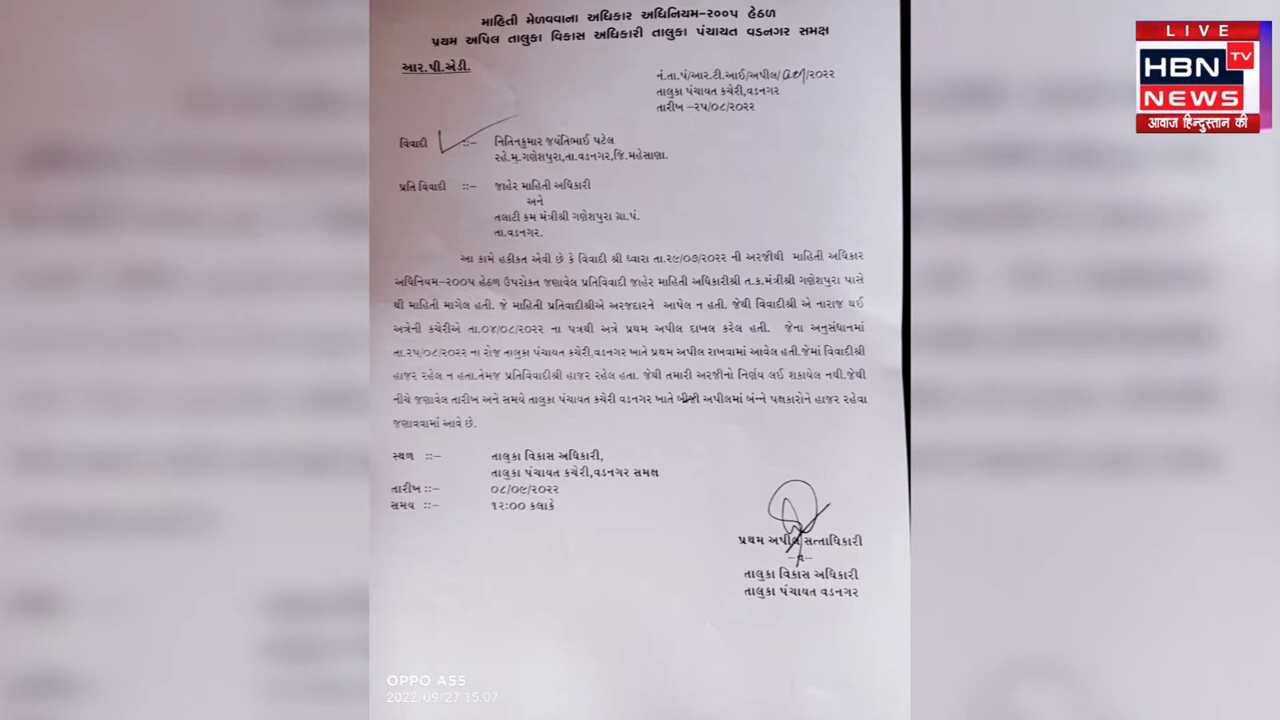 માહિતી મેળવવાના અધિકાર અધિનિયમ-૨૦૦૫ હેઠળ
પ્રથમ અપિલ તાલુકા વિકાસ અધિકારી તાલુકા પંચાયત વડનગર સમક્ષ
આર.પી.એડી.
નં.તા.પં/આર.ટી.આઈ/અપીલ/ /૨૦૨૨
તાલુકા પંચાયત કચેરી,વડનગર
તારીખ -૨૫/૦૮/૨૦૨૨
વિવાદી ::- નિતિનકુમાર જયંતિભાઈ પટેલ
રહે.મુ.ગણેશપુરા,તા.વડનગર,જિ.મહેસાણા.
પ્રતિ વિવાદી ::- જાહેર માહિતી અધિકારી
અને
તલાટી કમ મંત્રીશ્રી ગણેશપુરા ગ્રા.પં.
તા.વડનગર.
આ કામે હકીકત એવી છે કે વિવાદી શ્રી ધ્વારા તા.૨૯/૦૭/૨૦૨૨ ની અરજીથી માહિતી અધિકાર
અધિનિયમ-૨૦૦૫ હેઠળ ઉપરોકત જણાવેલ પ્રતિવિવાદી જાહેર માહિતી અધિકારીશ્રી ત.ક.મંત્રીશ્રી ગણેશપુરા પાસે
થી માહિતી માગેલ હતી. જે માહિતી પ્રતિવાદીશ્રીએ અરજદારને આપેલ ન હતી. જેથી વિવાદીશ્રી એ નારાજ થઈ
અત્રેની કચેરીએ તા.૦૪/૦૮/૨૦૨૨ ના પત્રથી અત્રે પ્રથમ અપીલ દાખલ કરેલ હતી. જેના અનુસંધાનમાં
તા.૨૫/૦૮/૨૦૨૨ ના રોજ તાલુકા પંચાયત કચેરી,વડનગર ખાતે પ્રથમ અપીલ રાખવામાં આવેલ હતી.જેમાં વિવાદીશ્રી
હાજર રહેલ ન હતા.તેમજ પ્રતિવિવાદીશ્રી હાજર રહેલ હતા. જેથી તમારી અરજીનો નિર્ણય લઈ શકાયેલ નથી.જેથી
નીચે જણાવેલ તારીખ અને સમયે તાલુકા પંચાયત કચેરી વડનગર ખાતે બીજી અપીલમાં બંન્ને પક્ષકારોને હાજર રહેવા
જણાવવામાં આવે છે.
સ્થળ ::- તાલુકા વિકાસ અધિકારી,
તાલુકા પંચાયત કચેરી,વડનગર સમક્ષ
તારીખ ::- ૦૮/૦૯/૨૦૨૨
સમય ::- ૧૨:૦૦ કલાકે
પ્રથમ અપીલ સત્તાધિકારી
-વ-
તાલુકા વિકાસ અધિકારી
તાલુકા પંચાયત વડનગર
OPPO A55
2022/09/27 15:07
LIVE
HBN TV
NEWS
आवाज हिन्दुस्तान की